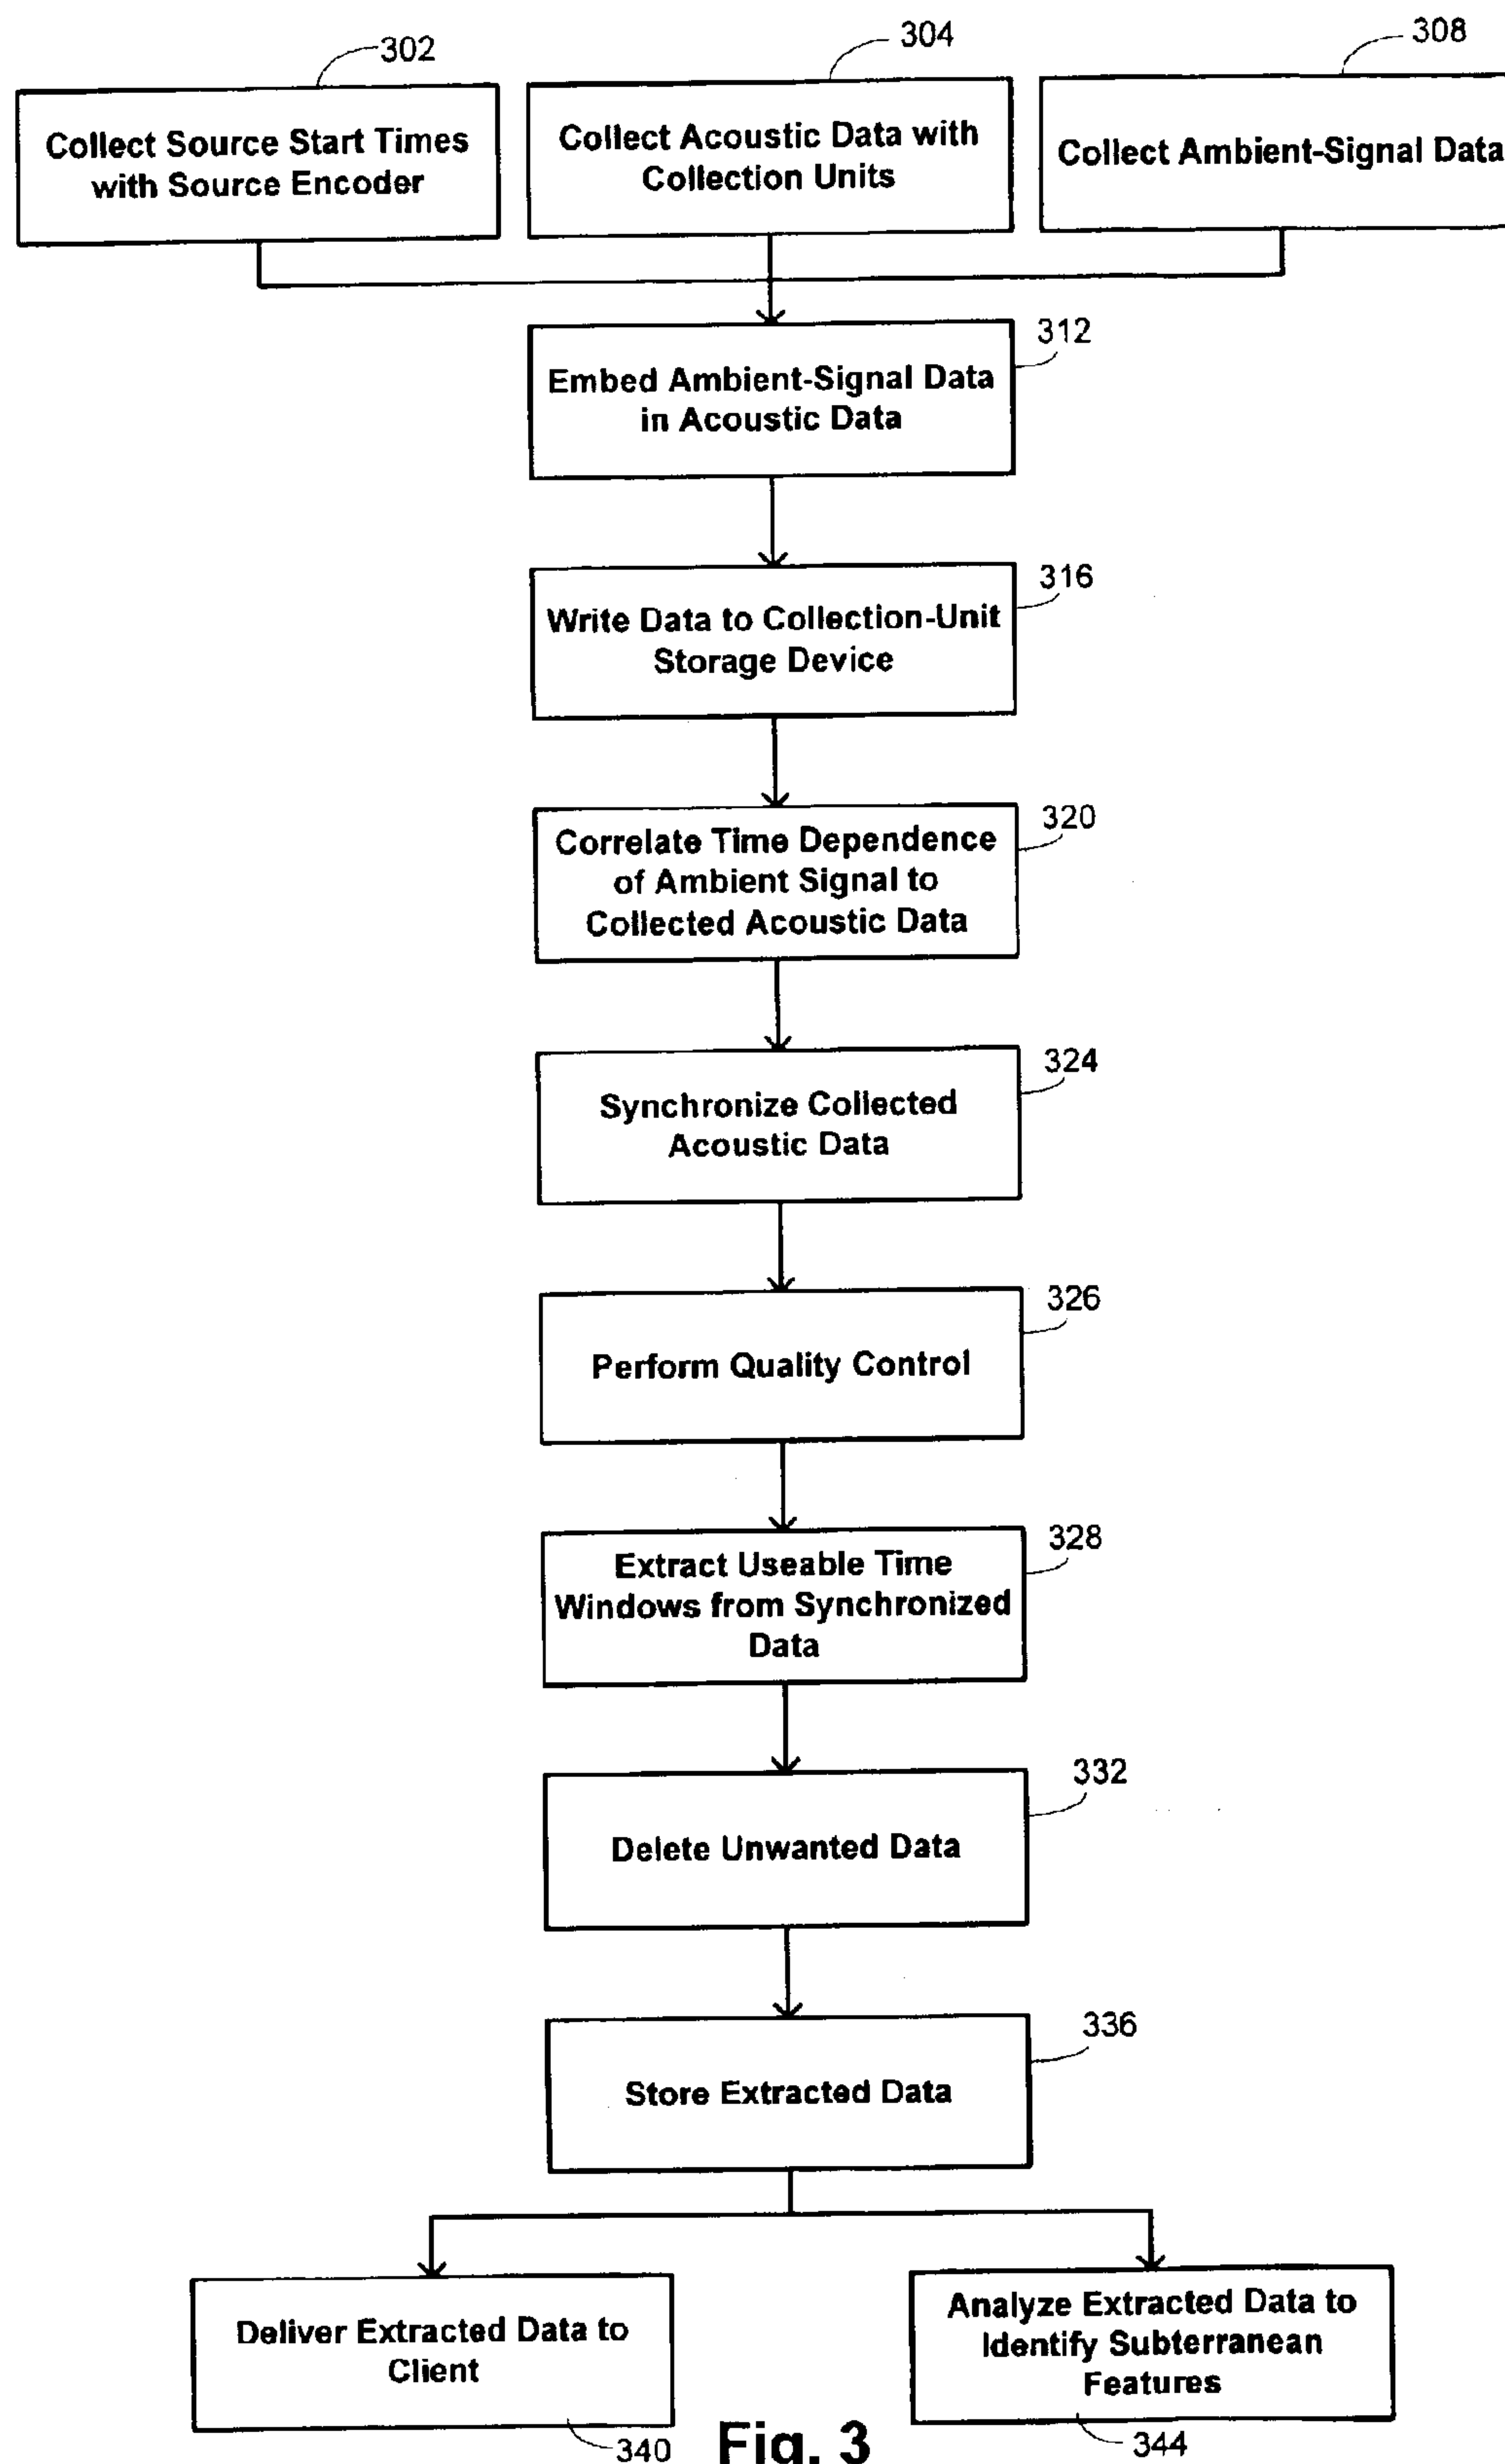 302
304
308
Collect Source Start Times
with Source Encoder
Collect Acoustic Data with
Collection Units
Collect Ambient-Signal Data
312
Embed Ambient-Signal Data
in Acoustic Data
316
Write Data to Collection-Unit
Storage Device
320
Correlate Time Dependence
of Ambient Signal to
Collected Acoustic Data
324
Synchronize Collected
Acoustic Data
326
Perform Quality Control
328
Extract Useable Time
Windows from Synchronized
Data
332
Delete Unwanted Data
336
Store Extracted Data
Deliver Extracted Data to
Client
Analyze Extracted Data to
Identify Subterranean
Features
340
Fig. 3
344